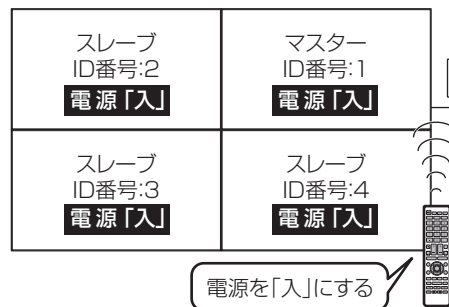 スレーブ
ID番号:2
電源「入」
マスター
ID番号:1
電源「入」
スレーブ
ID番号:3
電源「入」
スレーブ
ID番号:4
電源「入」
電源を「入」にする